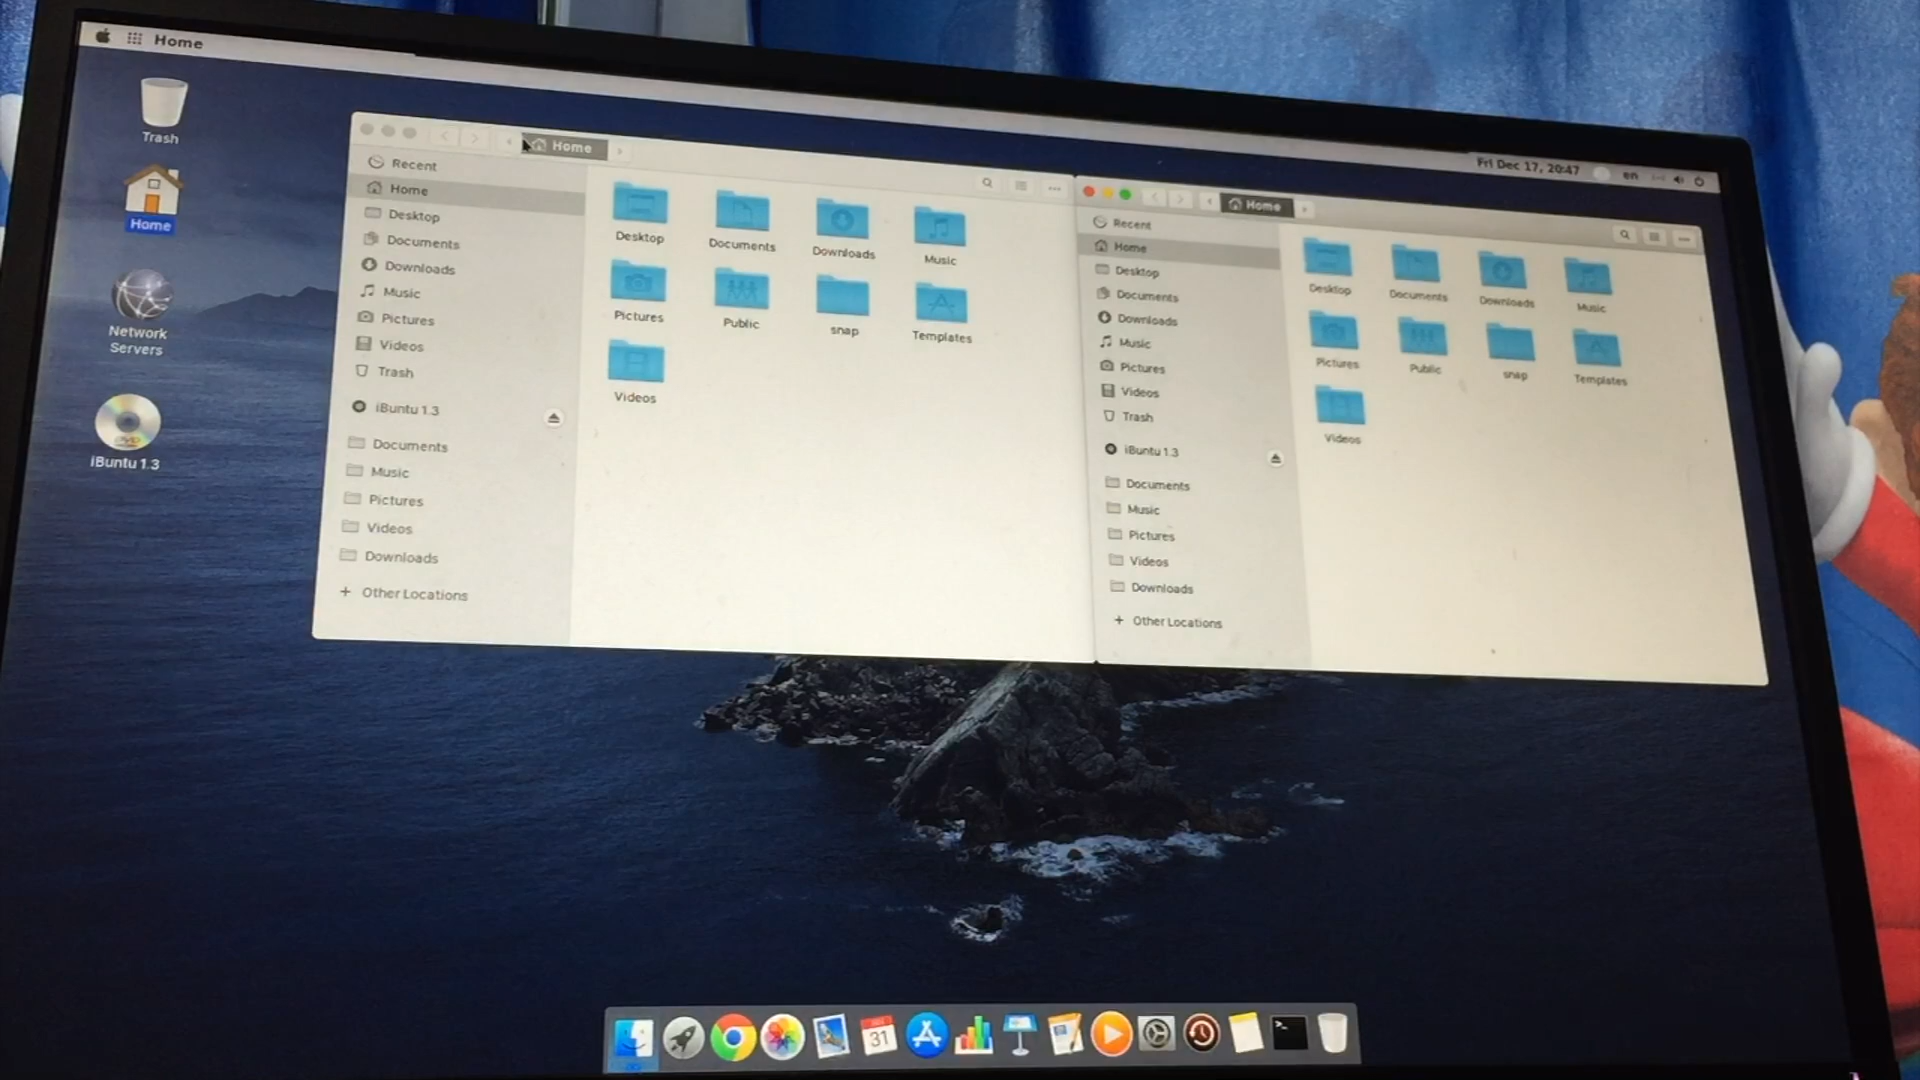 Home
Fri Dec 17, 20:47
en
Trash
Home
Network
Servers
iBuntu 1.3
Home
Recent
Home
Desktop
Documents
Downloads
Music
Pictures
Videos
Trash
iBuntu 1.3
Documents
Music
Pictures
Videos
Downloads
+ Other Locations
Desktop
Documents
Downloads
Music
Pictures
Public
snap
Templates
Videos
Home
Recent
Home
Desktop
Documents
Downloads
Music
Pictures
Videos
Trash
iBuntu 1.3
Documents
Music
Pictures
Videos
Downloads
+ Other Locations
Desktop
Documents
Downloads
Music
Pictures
Public
snap
Templates
Videos
31